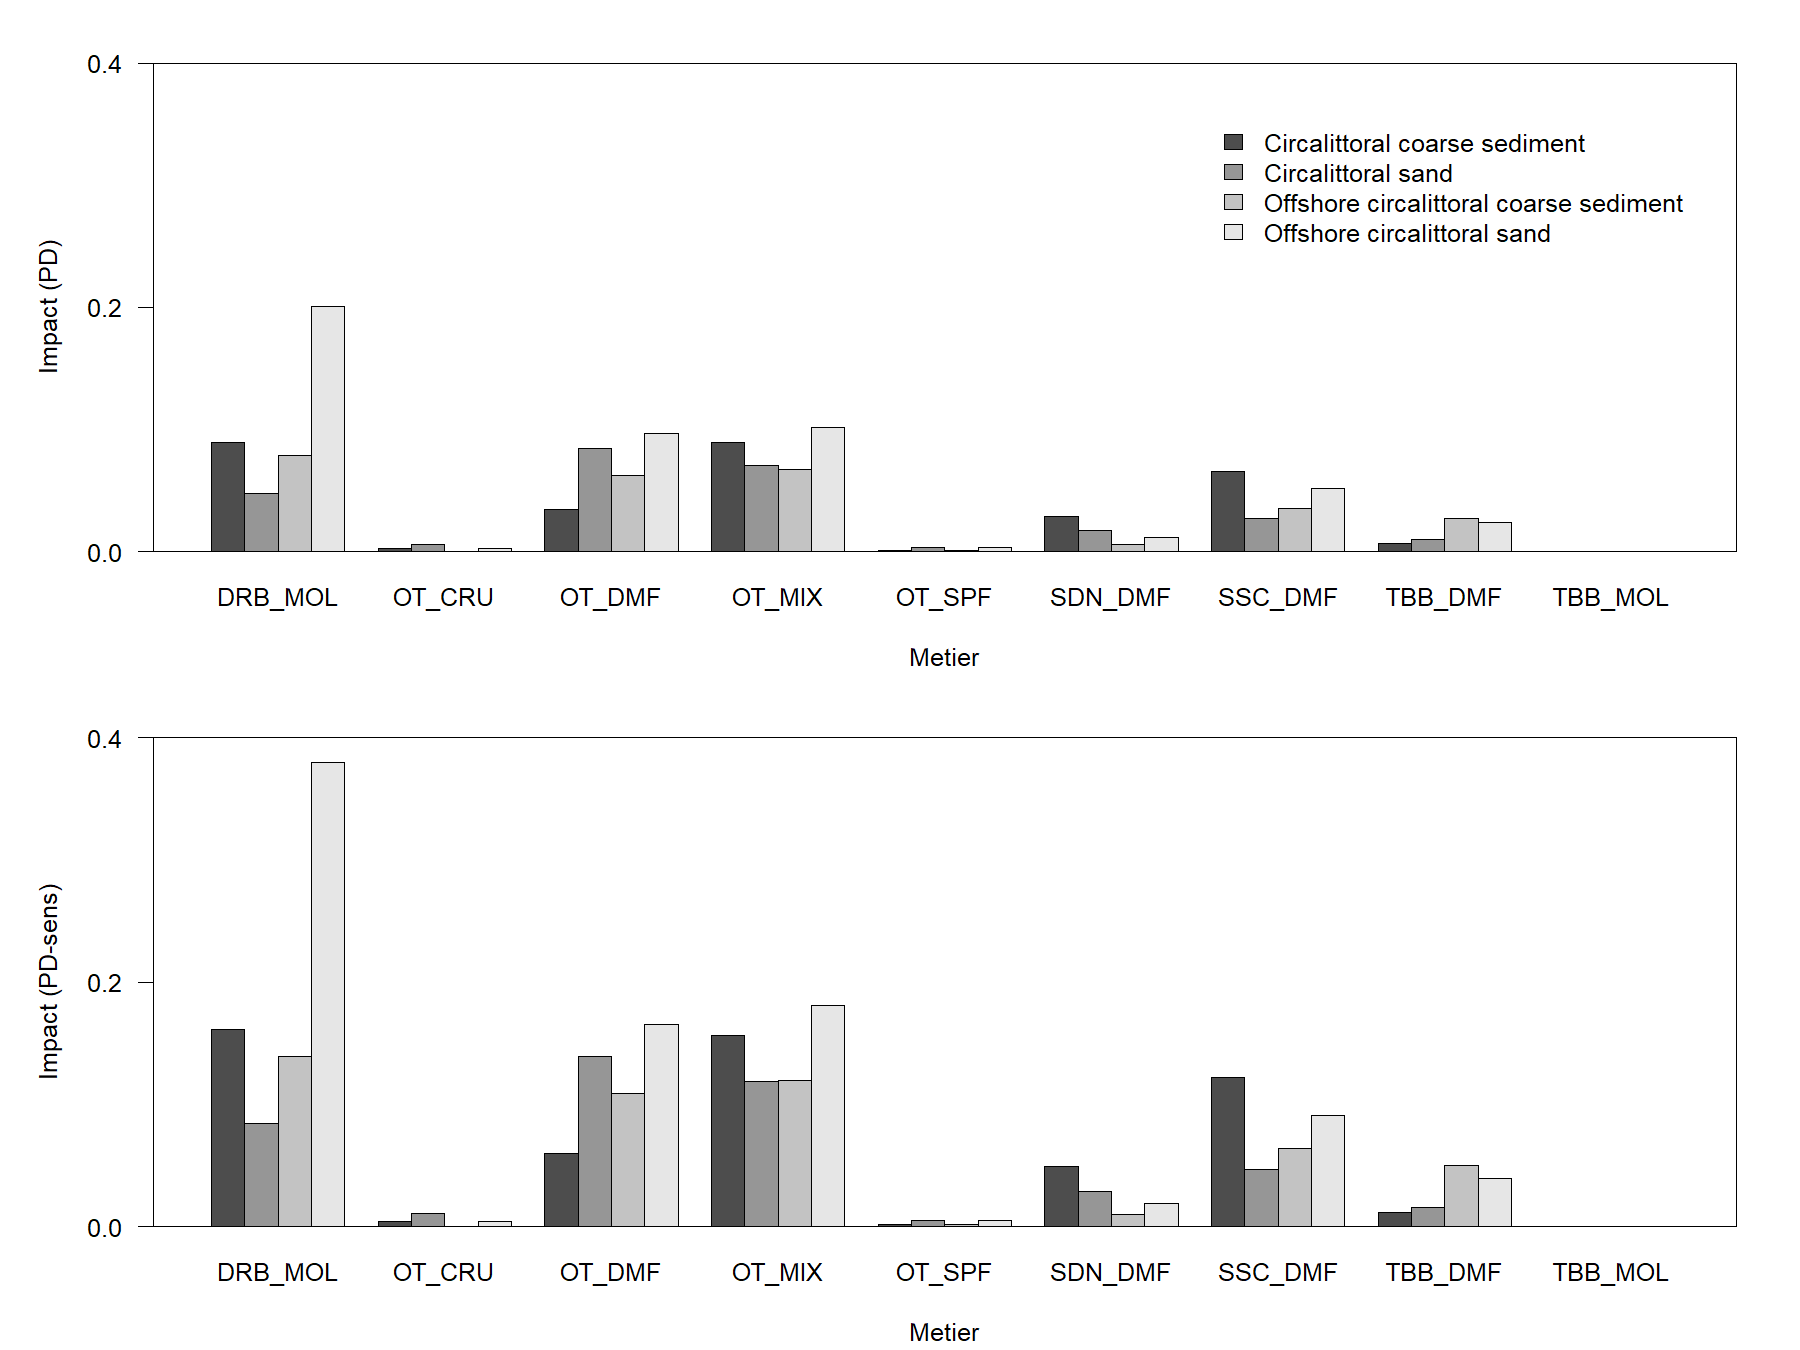 0.4
Circalittoral coarse sediment
Circalittoral sand
Offshore circalittoral coarse sediment
Offshore circalittoral sand
Impact (PD)
0.2
0.0
DRB_MOL OT_CRU OT_DMF OT_MIX OT_SPF SDN_DMF SSC_DMF TBB_DMF TBB_MOL
Metier
0.4
Impact (PD-sens)
0.2
0.0
DRB_MOL OT_CRU OT_DMF OT_MIX OT_SPF SDN_DMF SSC_DMF TBB_DMF TBB_MOL
Metier